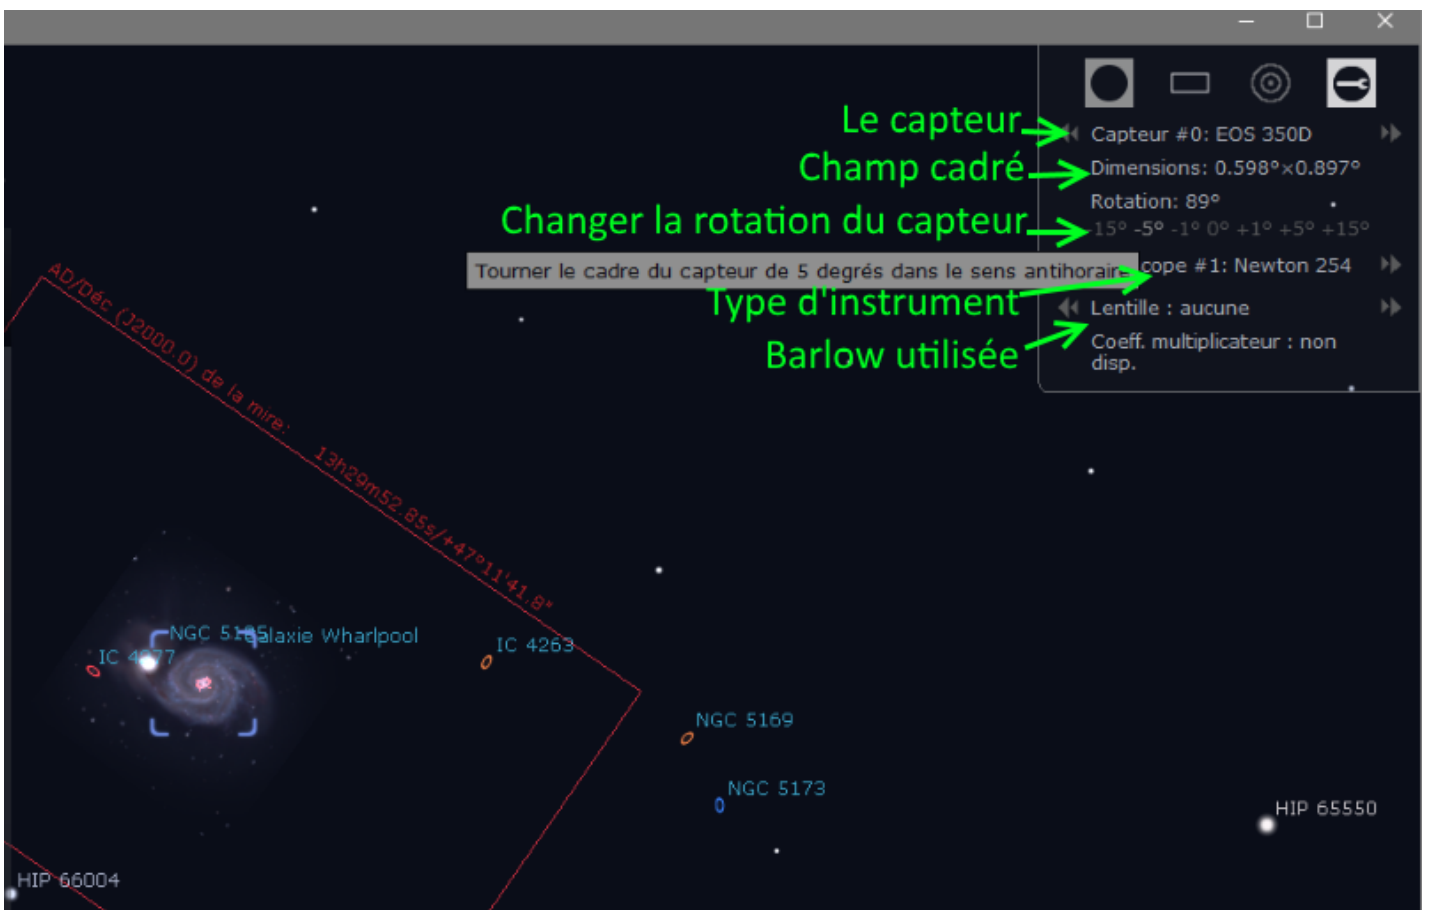 Le capteur
Capteur #0: EOS 350D
Champ cadré
Dimensions: 0.598°×0.897°
Rotation: 89°
Changer la rotation du capteur
-15° -5° -1° 0° +1° +5° +15°
Tourner le cadre du capteur de 5 degrés dans le sens antihoraire
cope #1: Newton 254
Type d'instrument
Lentille : aucune
Barlow utilisée
Coeff. multiplicateur : non
disp.
AD/Déc (J2000.0) de la mire: 13h29m52.85s/+47°11'41.8"
NGC 5195
Galaxie Wharlpool
IC 4263
IC 4277
NGC 5169
NGC 5173
HIP 65550
HIP 66004